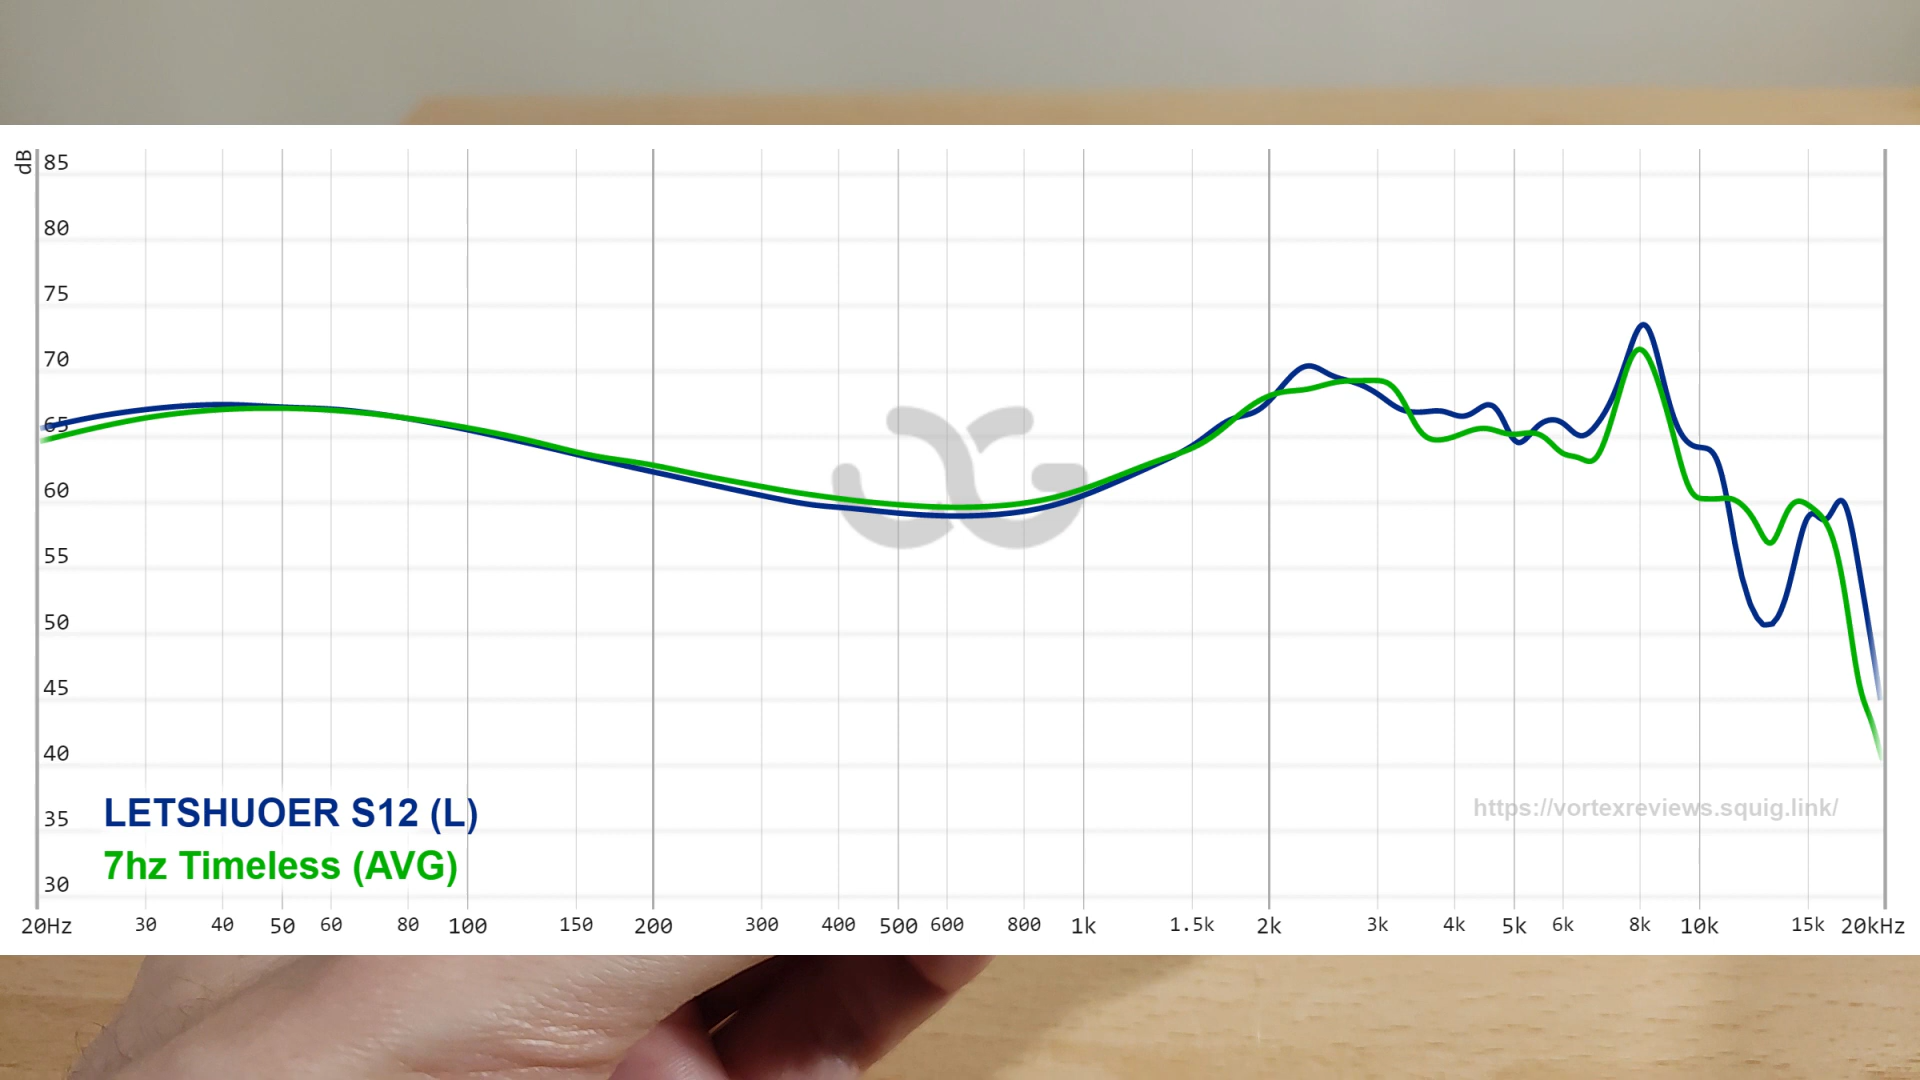 dB
85
80
75
70
65
60
55
50
45
40
35
30
LETSHUOER S12 (L)
7hz Timeless (AVG)
https://vortexreviews.squig.link/
20Hz 30 40 50 60 80 100 150 200 300 400 500 600 800 1k 1.5k 2k 3k 4k 5k 6k 8k 10k 15k 20kHz